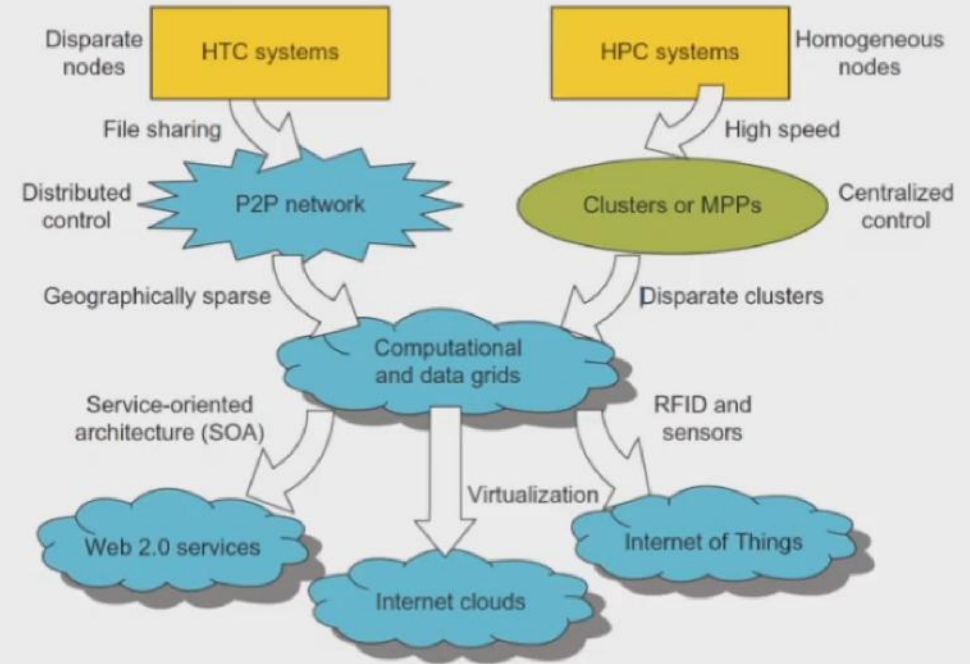 Disparate
nodes
HTC systems
HPC systems
Homogeneous
nodes
File sharing
High speed
Distributed
control
P2P network
Clusters or MPPs
Centralized
control
Geographically sparse
Disparate clusters
Computational
and data grids
Service-oriented
architecture (SOA)
RFID and
sensors
Virtualization
Web 2.0 services
Internet of Things
Internet clouds